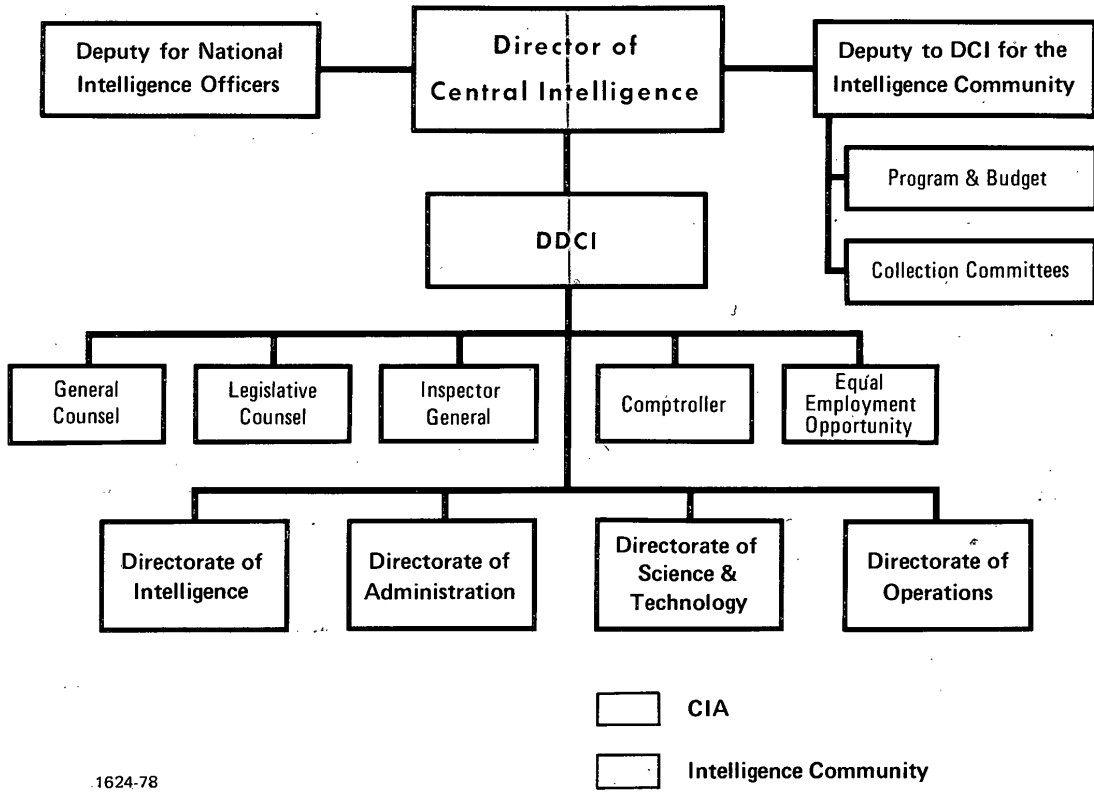 Deputy for National
Intelligence Officers
Director of
Central Intelligence
Deputy to DCI for the
Intelligence Community
Program & Budget
Collection Committees
DDCI
General
Counsel
Legislative
Counsel
Inspector
General
Comptroller
Equal
Employment
Opportunity
Directorate of
Intelligence
Directorate of
Administration
Directorate of
Science &
Technology
Directorate of
Operations
CIA
Intelligence Community
1624-78